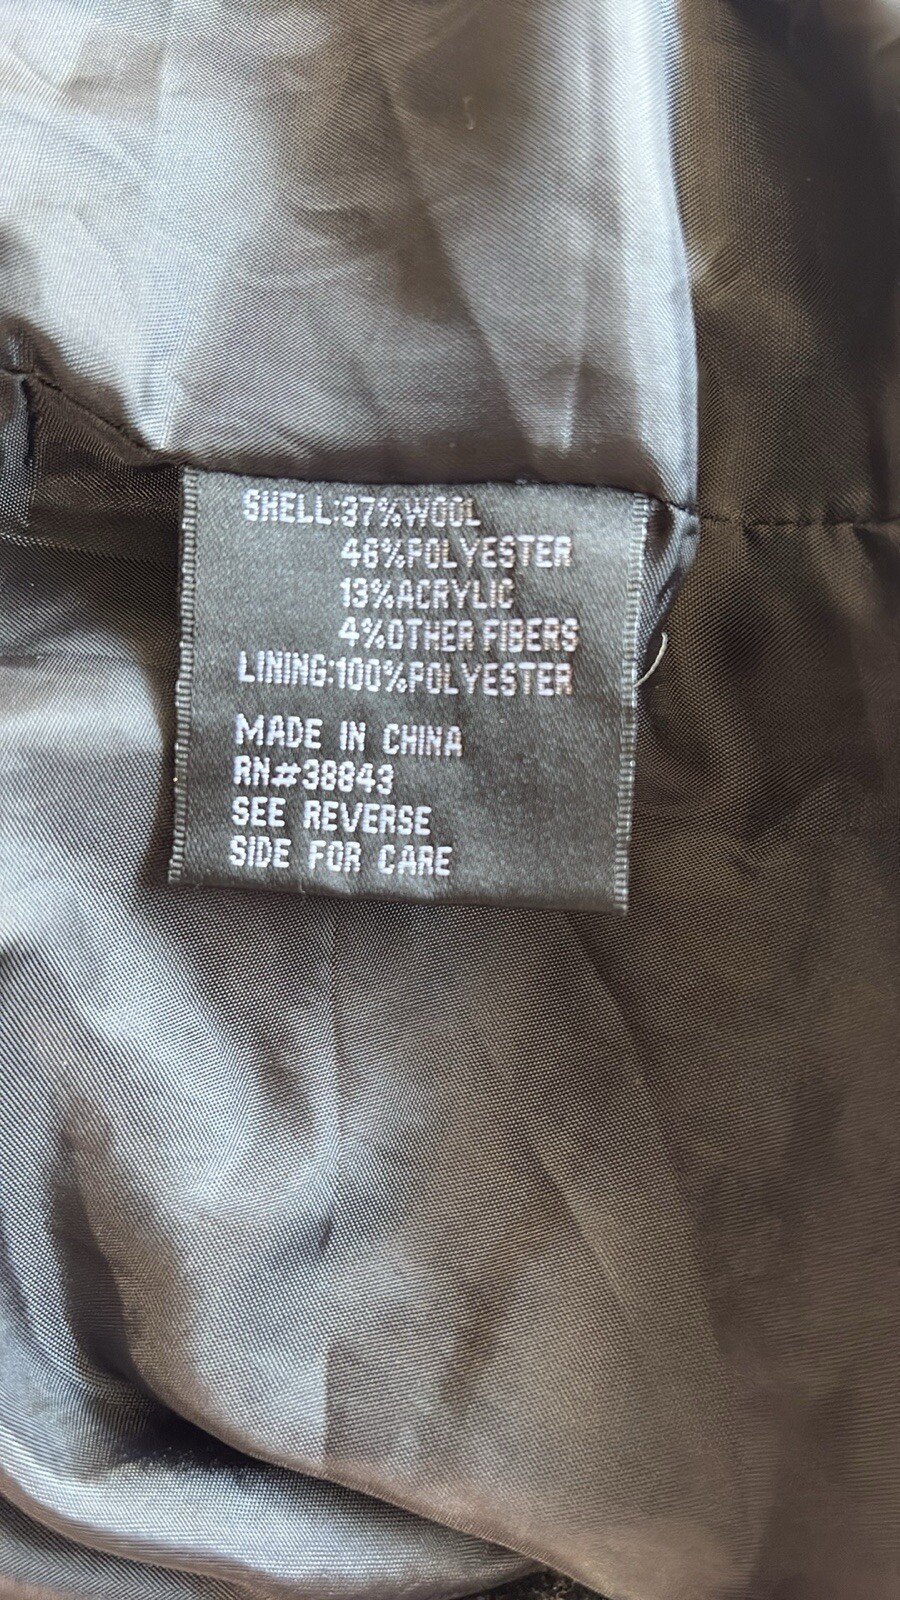 SHELL:37%WOOL
46%POLYESTER
13%ACRYLIC
4%OTHER FIBERS
LINING:100%POLYESTER
MADE IN CHINA
RN#38843
SEE REVERSE
SIDE FOR CARE